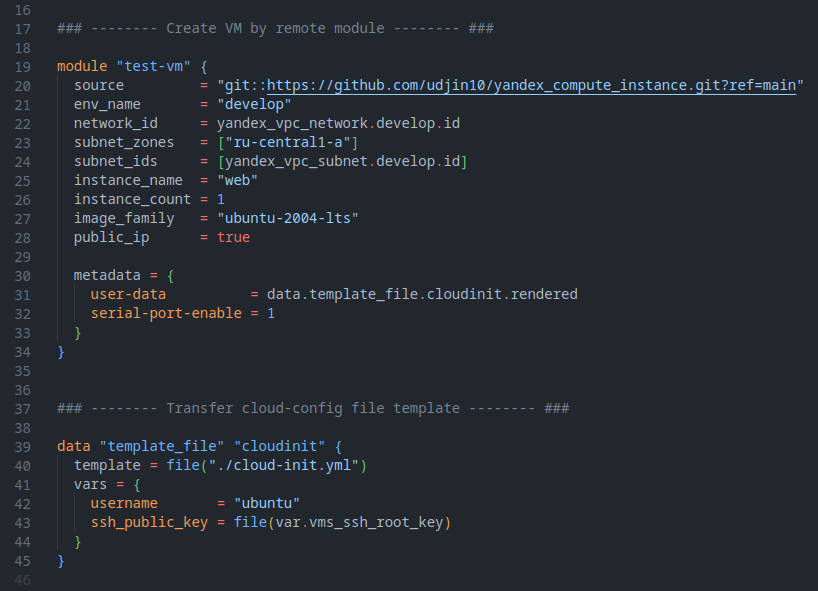 16
17 ### -------- Create VM by remote module -------- ###
18
19 module "test-vm" {
20   source         = "git::https://github.com/udjin10/yandex_compute_instance.git?ref=main"
21   env_name       = "develop"
22   network_id     = yandex_vpc_network.develop.id
23   subnet_zones   = ["ru-central1-a"]
24   subnet_ids     = [yandex_vpc_subnet.develop.id]
25   instance_name  = "web"
26   instance_count = 1
27   image_family   = "ubuntu-2004-lts"
28   public_ip      = true
29
30   metadata = {
31     user-data          = data.template_file.cloudinit.rendered
32     serial-port-enable = 1
33   }
34 }
35
36
37 ### -------- Transfer cloud-config file template -------- ###
38
39 data "template_file" "cloudinit" {
40   template = file("./cloud-init.yml")
41   vars = {
42     username       = "ubuntu"
43     ssh_public_key = file(var.vms_ssh_root_key)
44   }
45 }
46